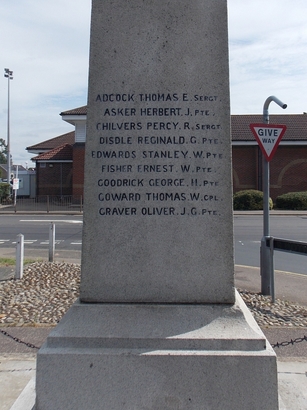 ADCOCK THOMAS E. SERGT.
ASKER HERBERT. J. PTE.
CHILVERS PERCY. R. SERGT
DISDLE REGINALD. G. PTE.
EDWARDS STANLEY. W. PTE
FISHER ERNEST. W. PTE.
GOODRICK GEORGE. H. PTE
GOWARD THOMAS. W. CPL.
GRAVER OLIVER. J. G. PTE.
GIVE
WAY